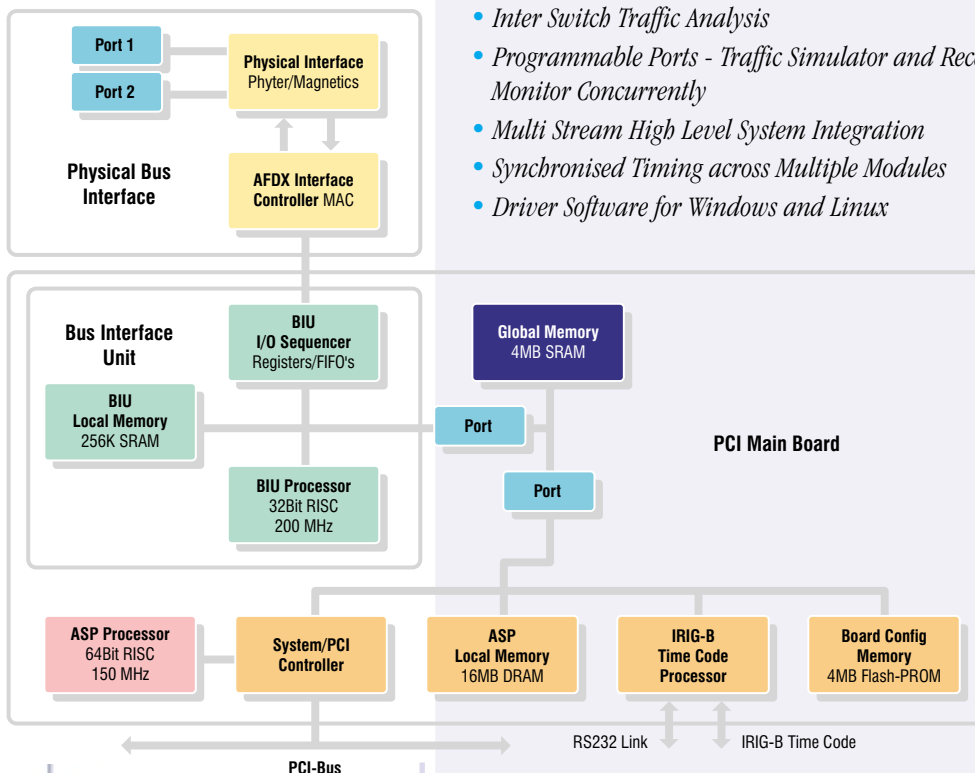 • Inter Switch Traffic Analysis
• Programmable Ports - Traffic Simulator and
Monitor Concurrently
• Multi Stream High Level System Integration
• Synchronised Timing across Multiple Modules
• Driver Software for Windows and Linux
Port 1
Port 2
Physical Interface
Phyter/Magnetics
Physical Bus
Interface
AFDX Interface
Controller MAC
Bus Interface
Unit
BIU
I/O Sequencer
Registers/FIFO's
Global Memory
4MB SRAM
BIU
Local Memory
256K SRAM
Port
PCI Main Board
BIU Processor
32Bit RISC
200 MHz
Port
ASP Processor
64Bit RISC
150 MHz
System/PCI
Controller
ASP
Local Memory
16MB DRAM
IRIG-B
Time Code
Processor
Board Config
Memory
4MB Flash-PROM
RS232 Link
IRIG-B Time Code
PCI-Bus